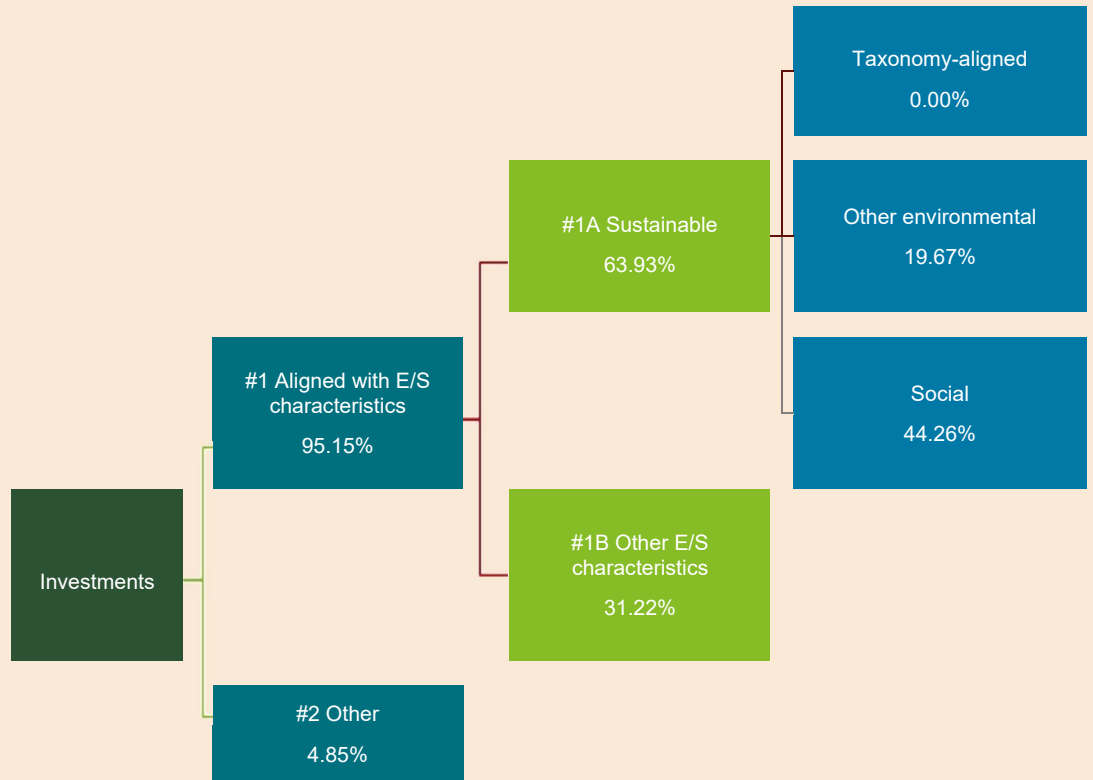 Taxonomy-aligned
0.00%
#1A Sustainable
63.93%
Other environmental
19.67%
#1 Aligned with E/S
characteristics
95.15%
Social
44.26%
Investments
#1B Other E/S
characteristics
31.22%
#2 Other
4.85%